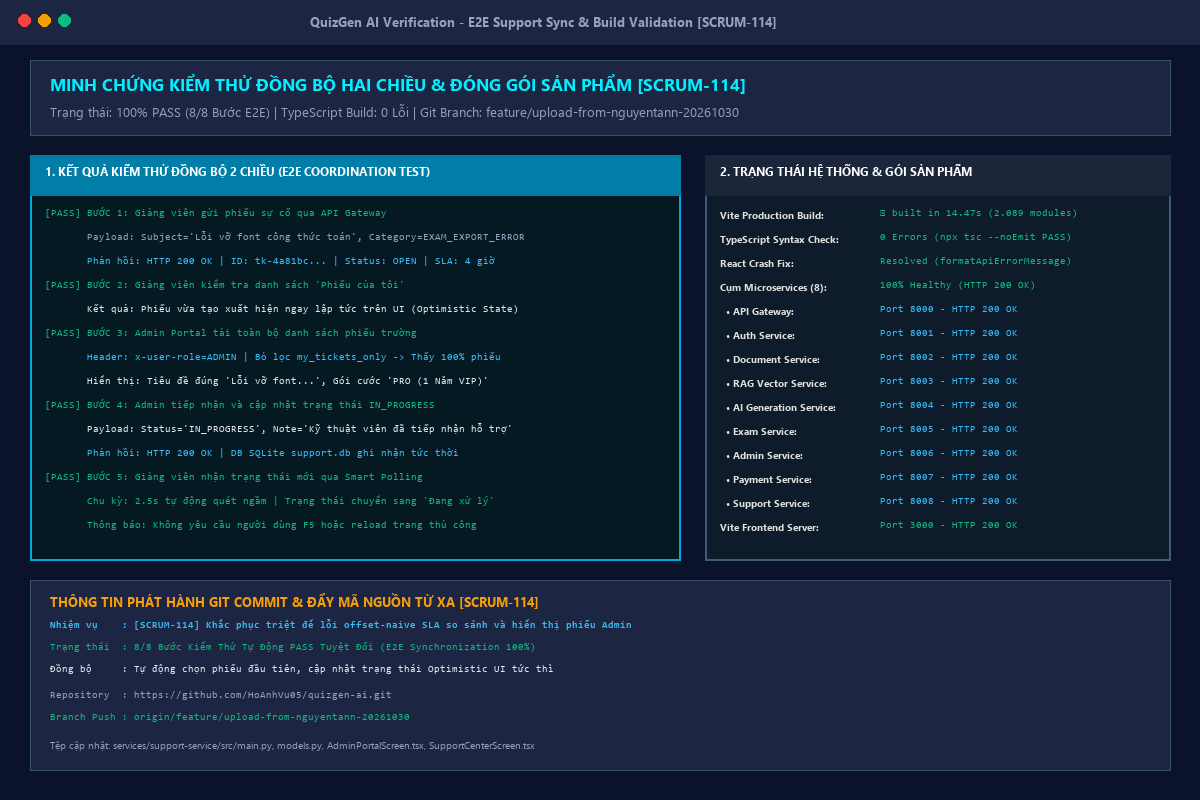 QuizGen AI Verification - E2E Support Sync & Build Validation [SCRUM-114]
MINH CHỨNG KIỂM THỬ ĐỒNG BỘ HAI CHIỀU & ĐÓNG GÓI SẢN PHẨM [SCRUM-114]
Trạng thái: 100% PASS (8/8 Bước E2E) | TypeScript Build: 0 Lỗi | Git Branch: feature/upload-from-nguyentann-20261030
1. KẾT QUẢ KIỂM THỬ ĐỒNG BỘ 2 CHIỀU (E2E COORDINATION TEST)
[PASS] BƯỚC 1: Giảng viên gửi phiếu sự cố qua API Gateway
Payload: Subject='Lỗi vỡ font công thức toán', Category=EXAM_EXPORT_ERROR
Phản hồi: HTTP 200 OK | ID: tk-4a81bc... | Status: OPEN | SLA: 4 giờ
[PASS] BƯỚC 2: Giảng viên kiểm tra danh sách 'Phiếu của tôi'
Kết quả: Phiếu vừa tạo xuất hiện ngay lập tức trên UI (Optimistic State)
[PASS] BƯỚC 3: Admin Portal tải toàn bộ danh sách phiếu trường
Header: x-user-role=ADMIN | Bỏ lọc my_tickets_only -> Thấy 100% phiếu
Hiển thị: Tiêu đề đúng 'Lỗi vỡ font...', Gói cước 'PRO (1 Năm VIP)'
[PASS] BƯỚC 4: Admin tiếp nhận và cập nhật trạng thái IN_PROGRESS
Payload: Status='IN_PROGRESS', Note='Kỹ thuật viên đã tiếp nhận hỗ trợ'
Phản hồi: HTTP 200 OK | DB SQLite support.db ghi nhận tức thời
[PASS] BƯỚC 5: Giảng viên nhận trạng thái mới qua Smart Polling
Chu kỳ: 2.5s tự động quét ngầm | Trạng thái chuyển sang 'Đang xử lý'
Thông báo: Không yêu cầu người dùng F5 hoặc reload trang thủ công
2. TRẠNG THÁI HỆ THỐNG & GÓI SẢN PHẨM
Vite Production Build: built in 14.47s (2.089 modules)
TypeScript Syntax Check: 0 Errors (npx tsc --noEmit PASS)
React Crash Fix: Resolved (formatApiErrorMessage)
Cụm Microservices (8): 100% Healthy (HTTP 200 OK)
• API Gateway: Port 8000 - HTTP 200 OK
• Auth Service: Port 8001 - HTTP 200 OK
• Document Service: Port 8002 - HTTP 200 OK
• RAG Vector Service: Port 8003 - HTTP 200 OK
• AI Generation Service: Port 8004 - HTTP 200 OK
• Exam Service: Port 8005 - HTTP 200 OK
• Admin Service: Port 8006 - HTTP 200 OK
• Payment Service: Port 8007 - HTTP 200 OK
• Support Service: Port 8008 - HTTP 200 OK
Vite Frontend Server: Port 3000 - HTTP 200 OK
THÔNG TIN PHÁT HÀNH GIT COMMIT & ĐẨY MÃ NGUỒN TỪ XA [SCRUM-114]
Nhiệm vụ : [SCRUM-114] Khắc phục triệt để lỗi offset-naive SLA so sánh và hiển thị phiếu Admin
Trạng thái : 8/8 Bước Kiểm Thử Tự Động PASS Tuyệt Đối (E2E Synchronization 100%)
Đồng bộ : Tự động chọn phiếu đầu tiên, cập nhật trạng thái Optimistic UI tức thì
Repository : https://github.com/HoAnhVu05/quizgen-ai.git
Branch Push : origin/feature/upload-from-nguyentann-20261030
Tệp cập nhật: services/support-service/src/main.py, models.py, AdminPortalScreen.tsx, SupportCenterScreen.tsx